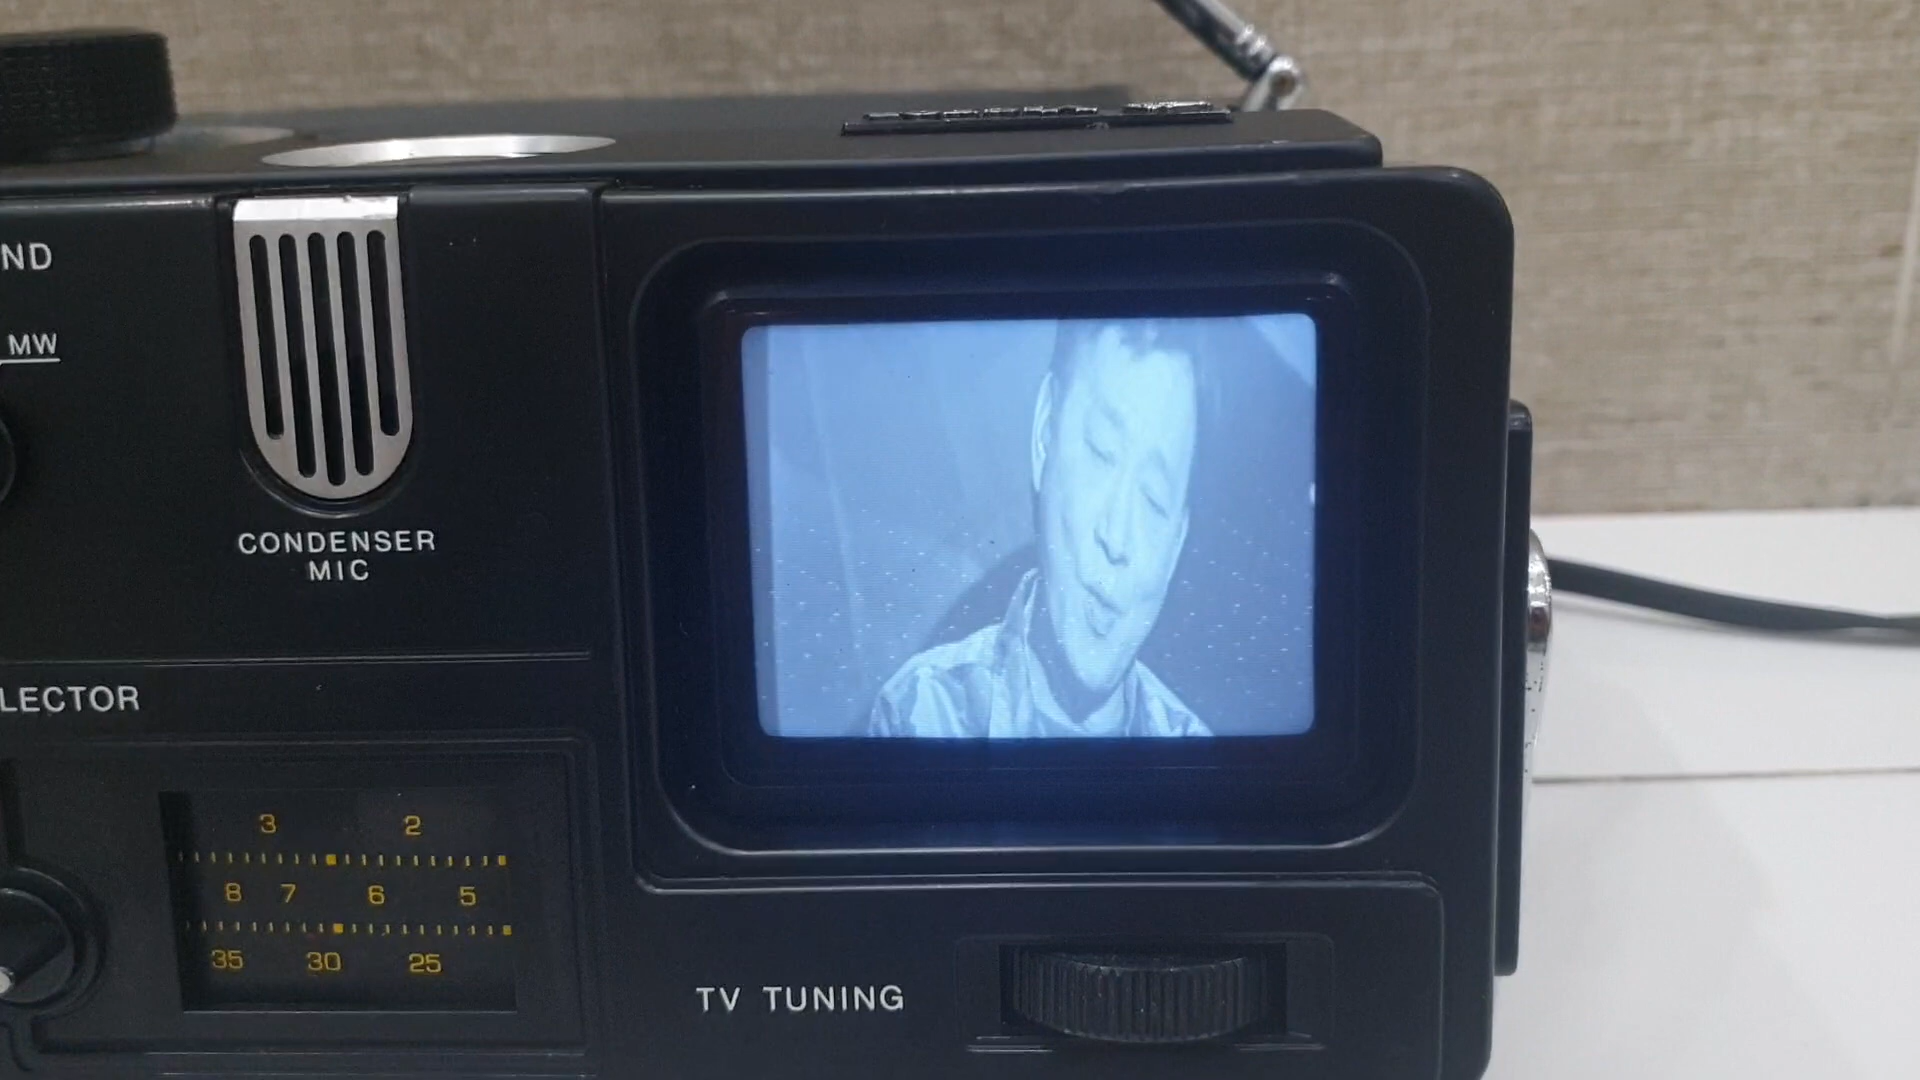 ND
MW
CONDENSER
MIC
LECTOR
3 2
8 7 6 5
35 30 25
TV TUNING